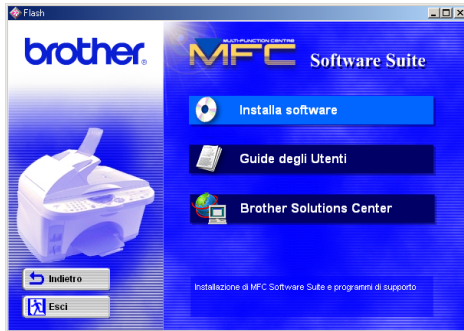 Flash
brother.
MULTI-FUNCTION CENTRE
MFC Software Suite
Installa software
Guide degli Utenti
Brother Solutions Center
Indietro
Esci
Installazione di MFC Software Suite e programmi di supporto